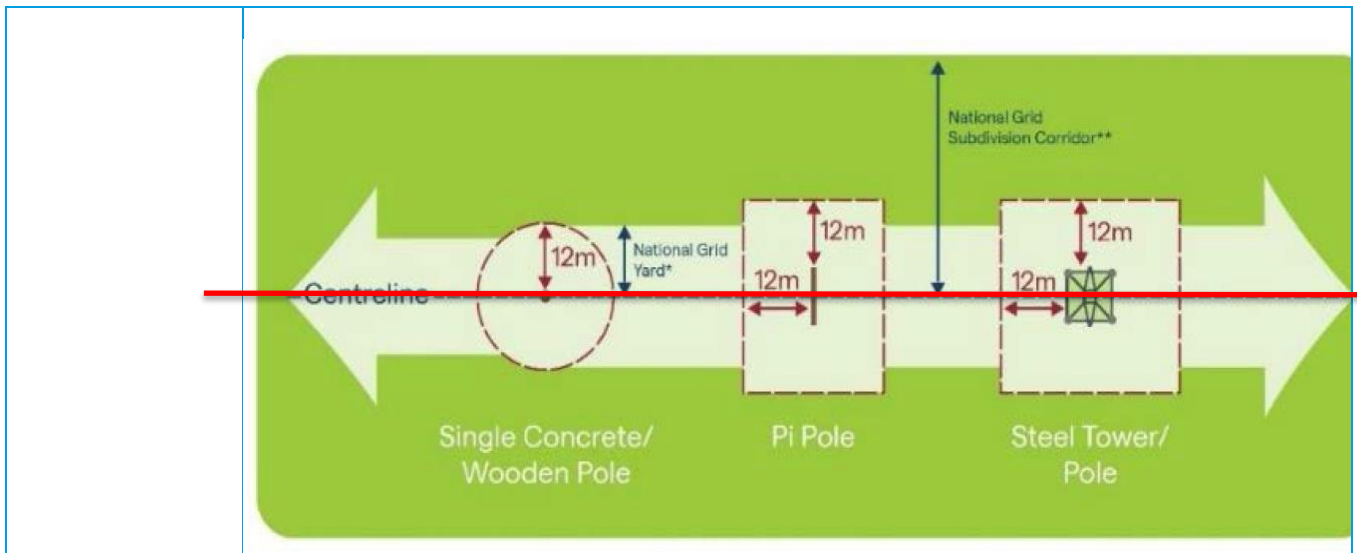 National Grid
Subdivision Corridor**
12m
National Grid
Yard*
12m
12m
12m
12m
Centreline
Single Concrete/
Wooden Pole
Pi Pole
Steel Tower/
Pole